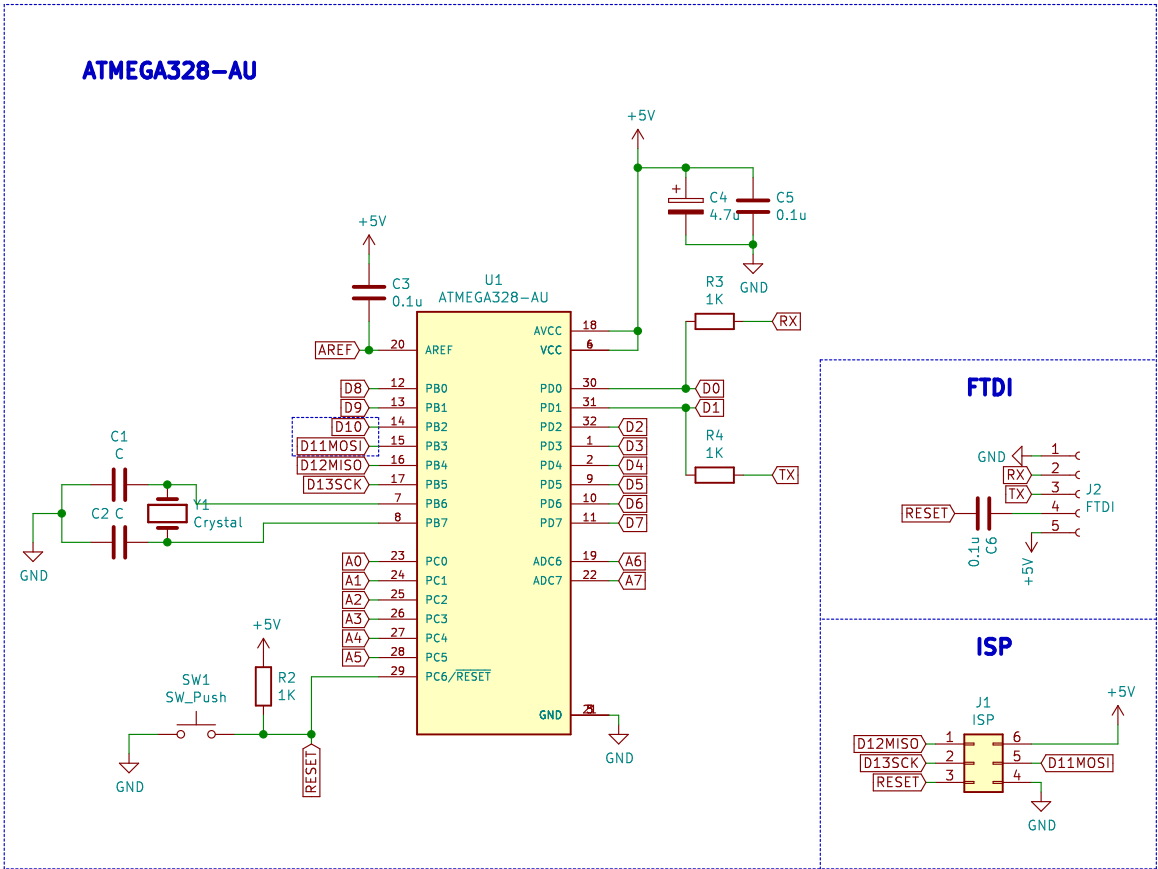 ATMEGA328-AU
+5V
C4
4.7u
C5
0.1u
GND
+5V
C3
0.1u
U1
ATMEGA328-AU
R3
1K
RX
AREF
20
AREF
AVCC
18
VCC
D8
12
PB0
PD0
30
D0
D9
13
PB1
PD1
31
D1
D10
14
PB2
PD2
32
D2
D11MOSI
15
PB3
PD3
1
D3
D12MISO
16
PB4
PD4
2
D4
D13SCK
17
PB5
PD5
9
D5
7
PB6
PD6
10
D6
8
PB7
PD7
11
D7
R4
1K
TX
C1
C
C2 C
Y1
Crystal
GND
A0
23
PC0
ADC6
19
A6
A1
24
PC1
ADC7
22
A7
A2
25
PC2
A3
26
PC3
A4
27
PC4
A5
28
PC5
29
PC6/RESET
GND
21
GND
+5V
R2
1K
SW1
SW_Push
GND
RESET
FTDI
GND
1
RX
2
TX
3
RESET
4
5
J2
FTDI
0.1u
C6
+5V
ISP
J1
ISP
+5V
D12MISO
1
6
D13SCK
2
5
D11MOSI
RESET
3
4
GND